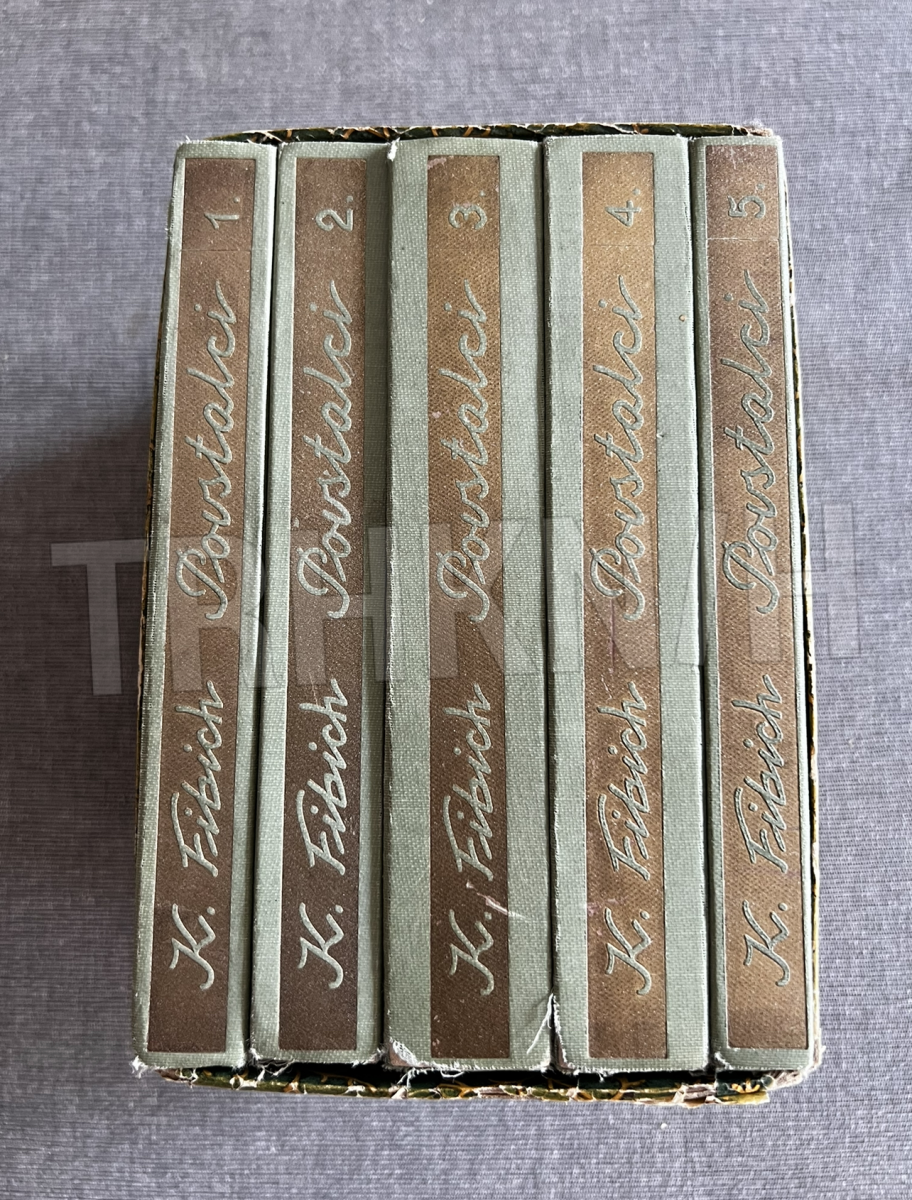 K. Fibich Povstalci 1.
K. Fibich Povstalci 2.
K. Fibich Povstalci 3.
K. Fibich Povstalci 4.
K. Fibich Povstalci 5.